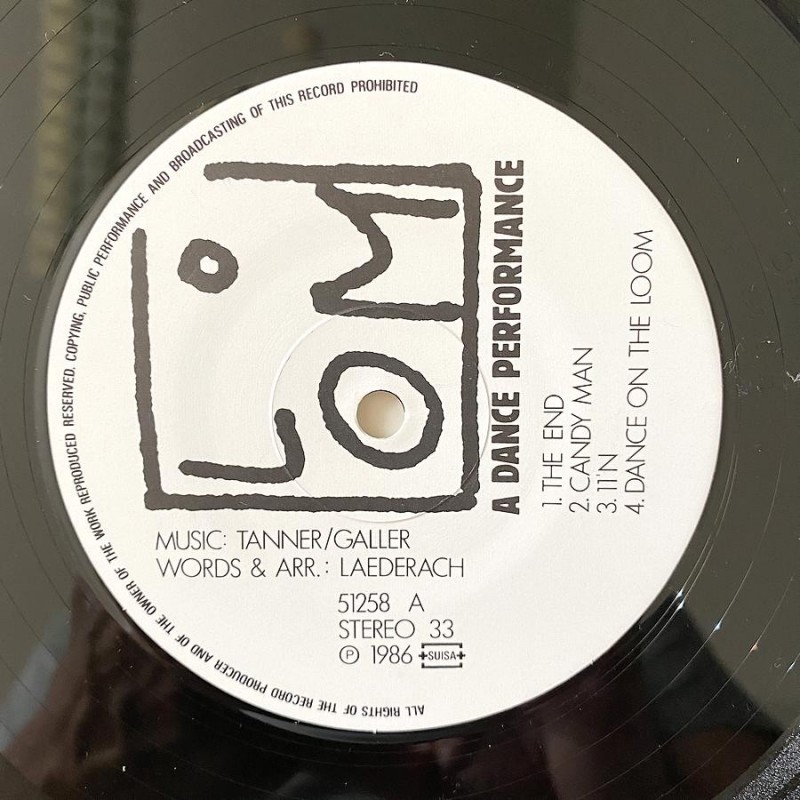 ALL RIGHTS OF THE RECORD PRODUCER AND OF THE OWNER OF THE WORK REPRODUCED RESERVED. COPYING, PUBLIC PERFORMANCE AND BROADCASTING OF THIS RECORD PROHIBITED
LOOM
A DANCE PERFORMANCE
1. THE END
2. CANDY MAN
3. 11'N
4. DANCE ON THE LOOM
MUSIC: TANNER/GALLER
WORDS & ARR.: LAEDERACH
51258 A
STEREO 33
℗ 1986 SUISA